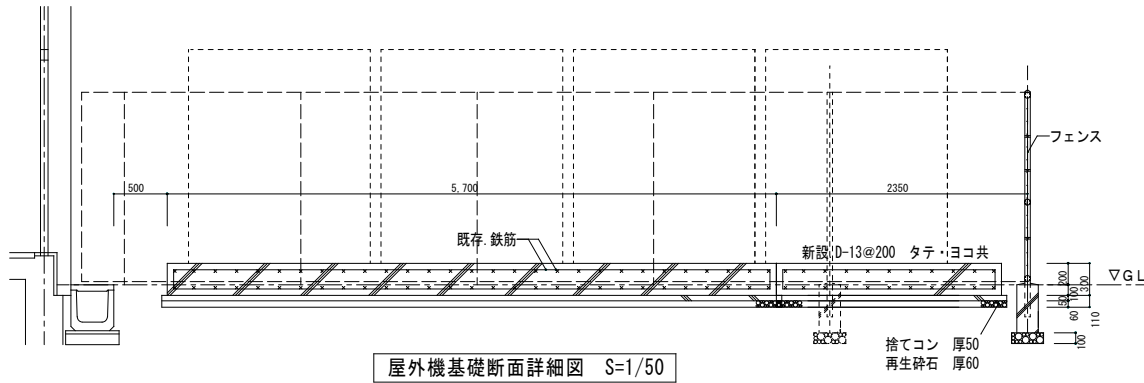 フェンス
500
5,700
2350
既存.鉄筋
新設 D-13@200 タテ・ヨコ共
▽GL
200
300
100
50
60
110
100
捨てコン 厚50
再生砕石 厚60
屋外機基礎断面詳細図 S=1/50